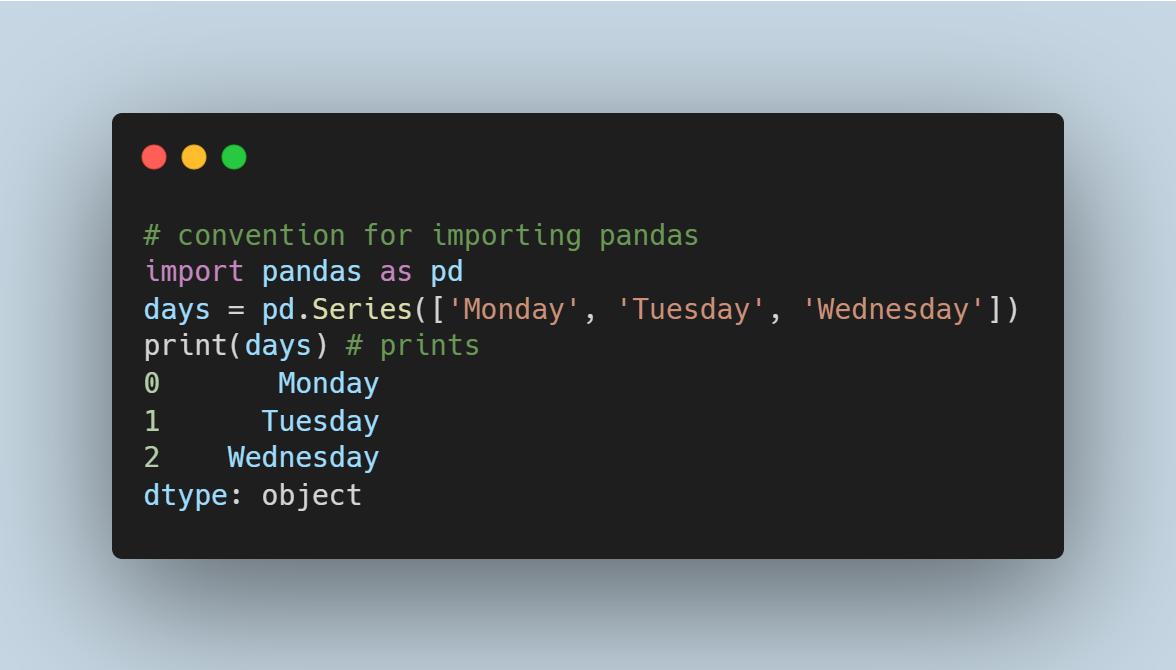 # convention for importing pandas
import pandas as pd
days = pd.Series(['Monday', 'Tuesday', 'Wednesday'])
print(days) # prints
0       Monday
1      Tuesday
2    Wednesday
dtype: object